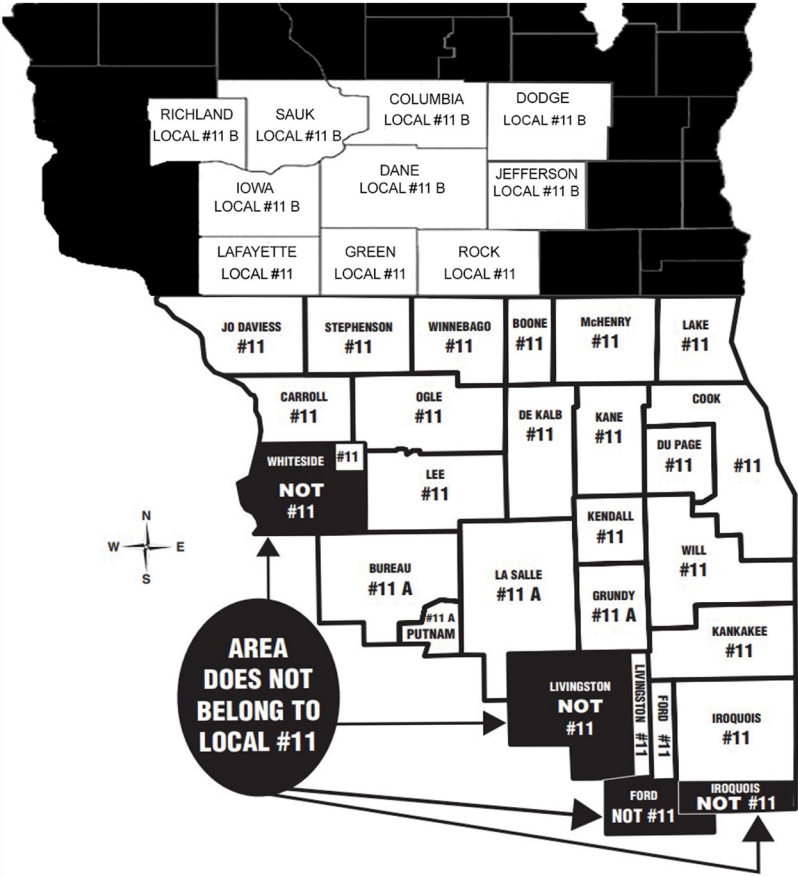 RICHLAND
LOCAL #11 B
SAUK
LOCAL #11 B
COLUMBIA
LOCAL #11 B
DODGE
LOCAL #11 B
IOWA
LOCAL #11 B
DANE
LOCAL #11 B
JEFFERSON
LOCAL #11 B
LAFAYETTE
LOCAL #11
GREEN
LOCAL #11
ROCK
LOCAL #11
JO DAVIESS
#11
STEPHENSON
#11
WINNEBAGO
#11
BOONE
#11
McHENRY
#11
LAKE
#11
CARROLL
#11
OGLE
#11
DE KALB
#11
KANE
#11
COOK
#11
DU PAGE
#11
WHITESIDE
NOT
#11
#11
LEE
#11
KENDALL
#11
WILL
#11
N
W
E
S
BUREAU
#11 A
LA SALLE
#11 A
GRUNDY
#11 A
#11 A
PUTNAM
KANKAKEE
#11
AREA
DOES NOT
BELONG TO
LOCAL #11
LIVINGSTON
NOT
#11
LIVINGSTON #11
FORD #11
IROQUOIS
#11
FORD
NOT #11
IROQUOIS
NOT #11